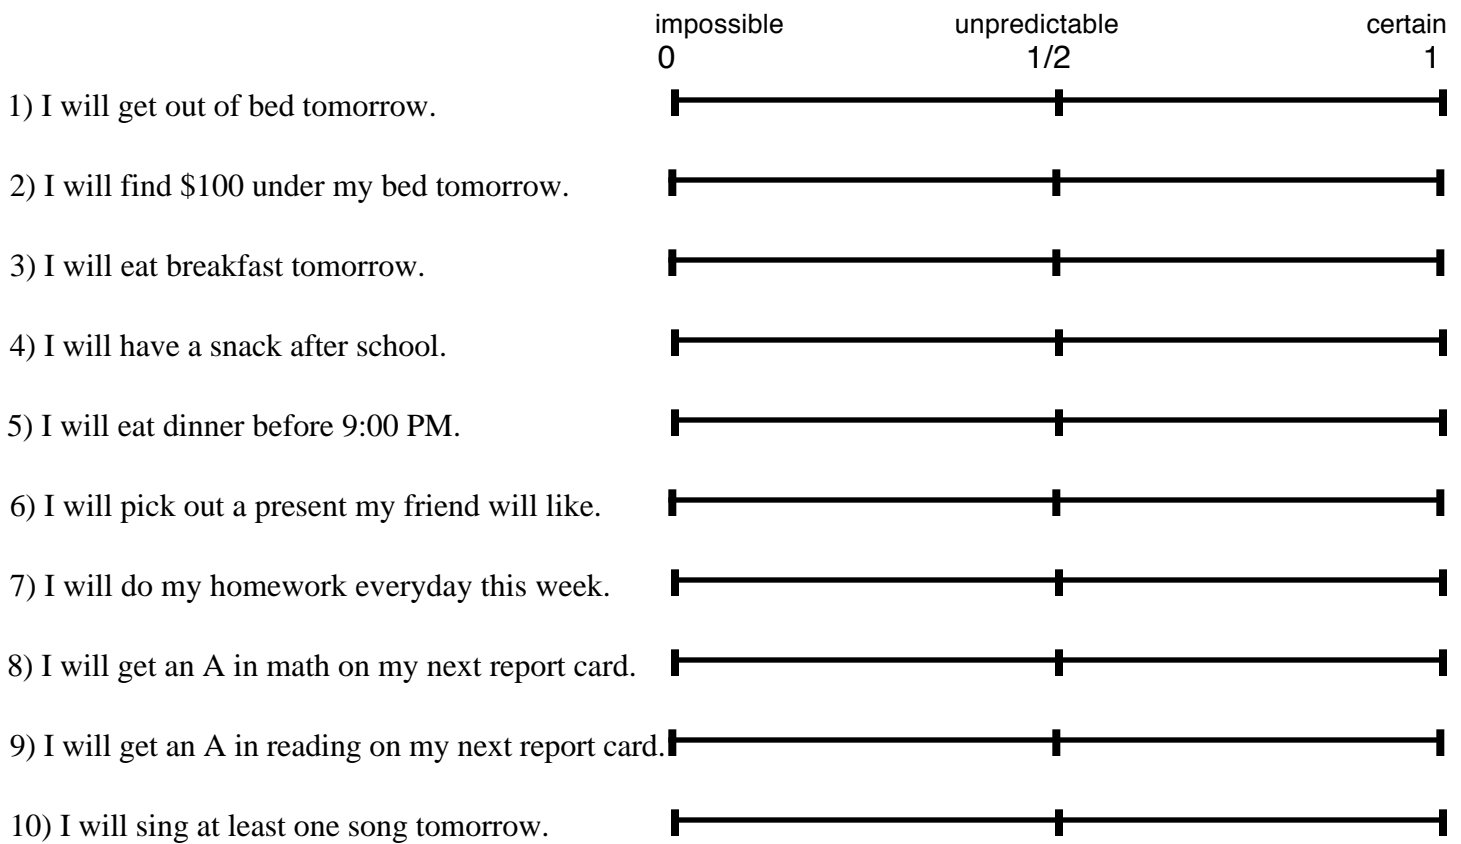 impossible unpredictable certain
0 1/2 1
1) I will get out of bed tomorrow.
2) I will find $100 under my bed tomorrow.
3) I will eat breakfast tomorrow.
4) I will have a snack after school.
5) I will eat dinner before 9:00 PM.
6) I will pick out a present my friend will like.
7) I will do my homework everyday this week.
8) I will get an A in math on my next report card.
9) I will get an A in reading on my next report card.
10) I will sing at least one song tomorrow.